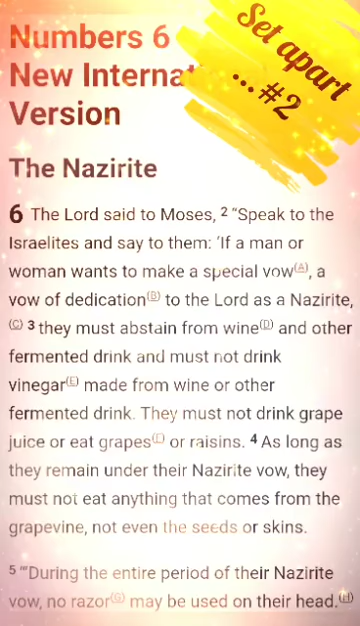 Numbers 6
New Internat
Version
Set apart
...#2
The Nazirite
6 The Lord said to Moses, 2 “Speak to the
Israelites and say to them: ‘If a man or
woman wants to make a special vow(A), a
vow of dedication(B) to the Lord as a Nazirite,
(C) 3 they must abstain from wine(D) and other
fermented drink and must not drink
vinegar(E) made from wine or other
fermented drink. They must not drink grape
juice or eat grapes(F) or raisins. 4 As long as
they remain under their Nazirite vow, they
must not eat anything that comes from the
grapevine, not even the seeds or skins.
5 “‘During the entire period of their Nazirite
vow, no razor(G) may be used on their head.(H)